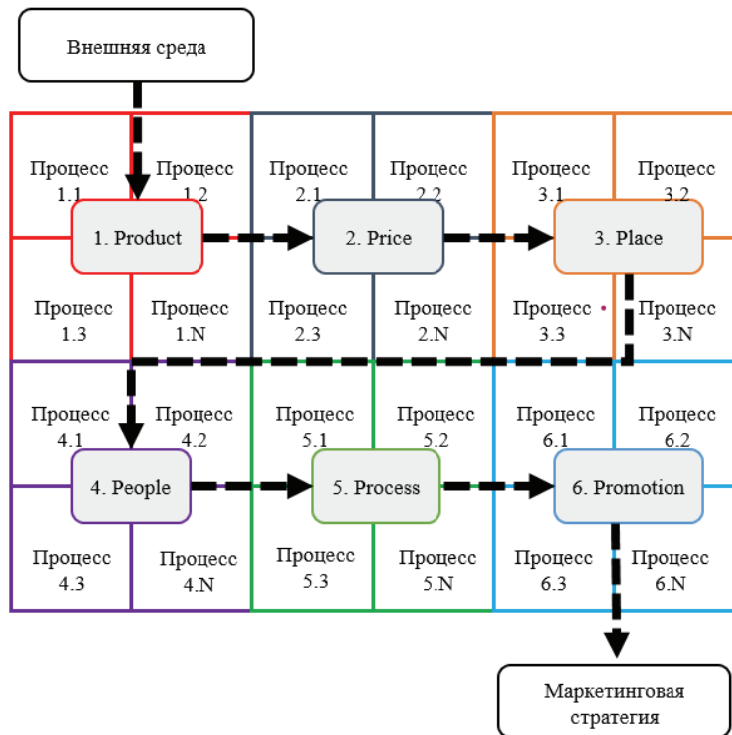 Внешняя среда
Процесс 1.1
Процесс 1.2
Процесс 2.1
Процесс 2.2
Процесс 3.1
Процесс 3.2
1. Product
2. Price
3. Place
Процесс 1.3
Процесс 1.N
Процесс 2.3
Процесс 2.N
Процесс 3.3
Процесс 3.N
Процесс 4.1
Процесс 4.2
Процесс 5.1
Процесс 5.2
Процесс 6.1
Процесс 6.2
4. People
5. Process
6. Promotion
Процесс 4.3
Процесс 4.N
Процесс 5.3
Процесс 5.N
Процесс 6.3
Процесс 6.N
Маркетинговая
стратегия